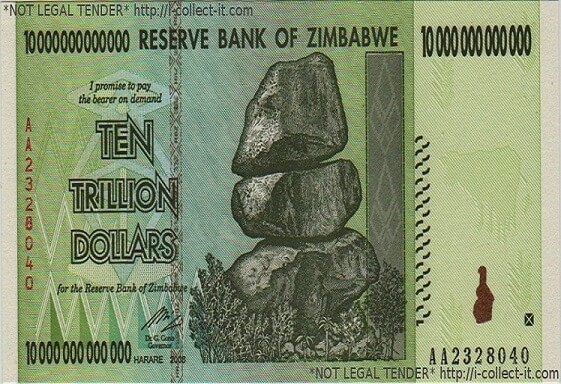 *NOT LEGAL TENDER* http://i-collect-it.com
10000000000000 RESERVE BANK OF ZIMBABWE 10 000 000 000 000
I promise to pay
the bearer on demand
TEN
TRILLION
DOLLARS
for the Reserve Bank of Zimbabwe
AA2328040
Dr. G. Gono
Governor
10 000 000 000 000 HARARE 2008
AA2328040
*NOT LEGAL TENDER* http://i-collect-it.com